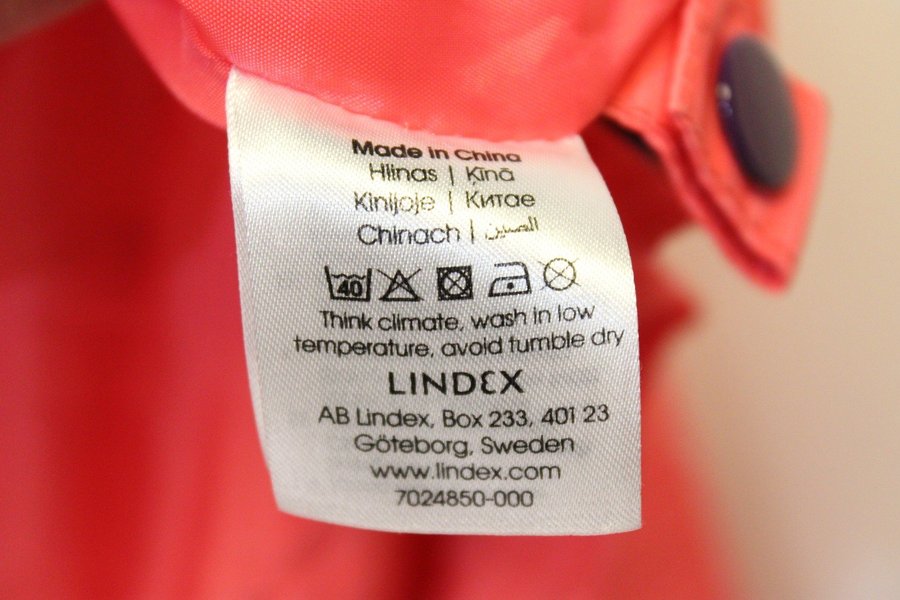 Made in China
Hiinas | Ķīnā
Kinijoje | Китае
Chinach | الصين
40
Think climate, wash in low
temperature, avoid tumble dry
LINDEX
AB Lindex, Box 233, 401 23
Göteborg, Sweden
www.lindex.com
7024850-000